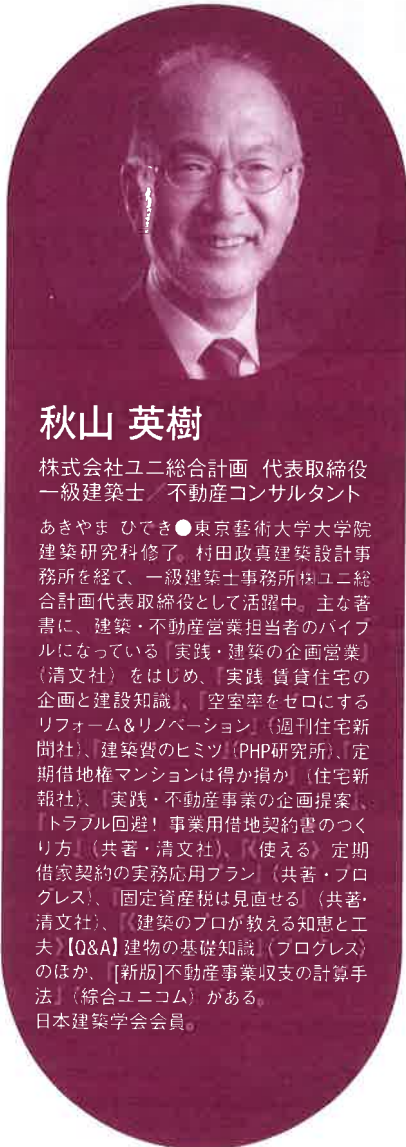 秋山 英樹
株式会社ユニ総合計画 代表取締役
一級建築士／不動産コンサルタント
あきやま ひでき●東京藝術大学大学院
建築研究科修了。村田政真建築設計事
務所を経て、一級建築士事務所㈱ユニ総
合計画代表取締役として活躍中。主な著
書に、建築・不動産営業担当者のバイブ
ルになっている『実践・建築の企画営業』
（清文社）をはじめ、『実践 賃貸住宅の
企画と建設知識』、『空室率をゼロにする
リフォーム&リノベーション』（週刊住宅新
聞社）、『建築費のヒミツ』（PHP研究所）、『定
期借地権マンションは得か損か』（住宅新
報社）、『実践・不動産事業の企画提案』、
『トラブル回避！ 事業用借地契約書のつく
り方』（共著・清文社）、『〈使える〉定期
借家契約の実務応用プラン』（共著・プロ
グレス）、『固定資産税は見直せる』（共著・
清文社）、『〈建築のプロが教える知恵と工
夫〉【Q&A】建物の基礎知識』（プログレス）
のほか、『[新版]不動産事業収支の計算手
法』（綜合ユニコム）がある。
日本建築学会会員。